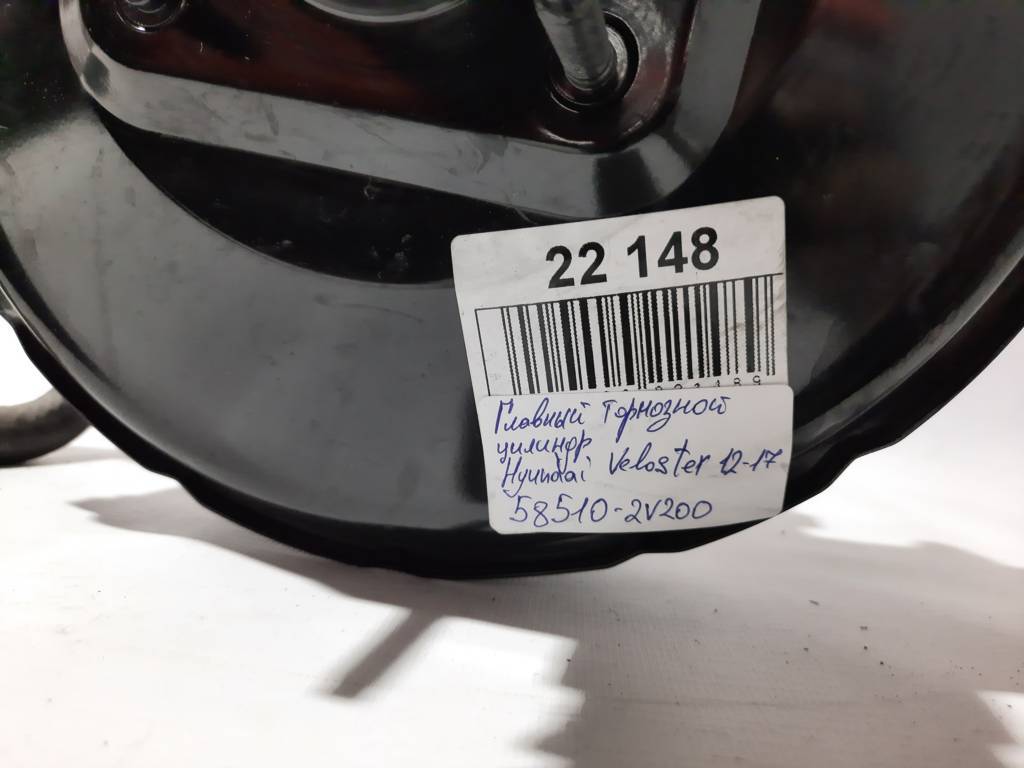 22 148
Главный тормозной
цилиндр
Hyundai Veloster 12-17
58510-2V200